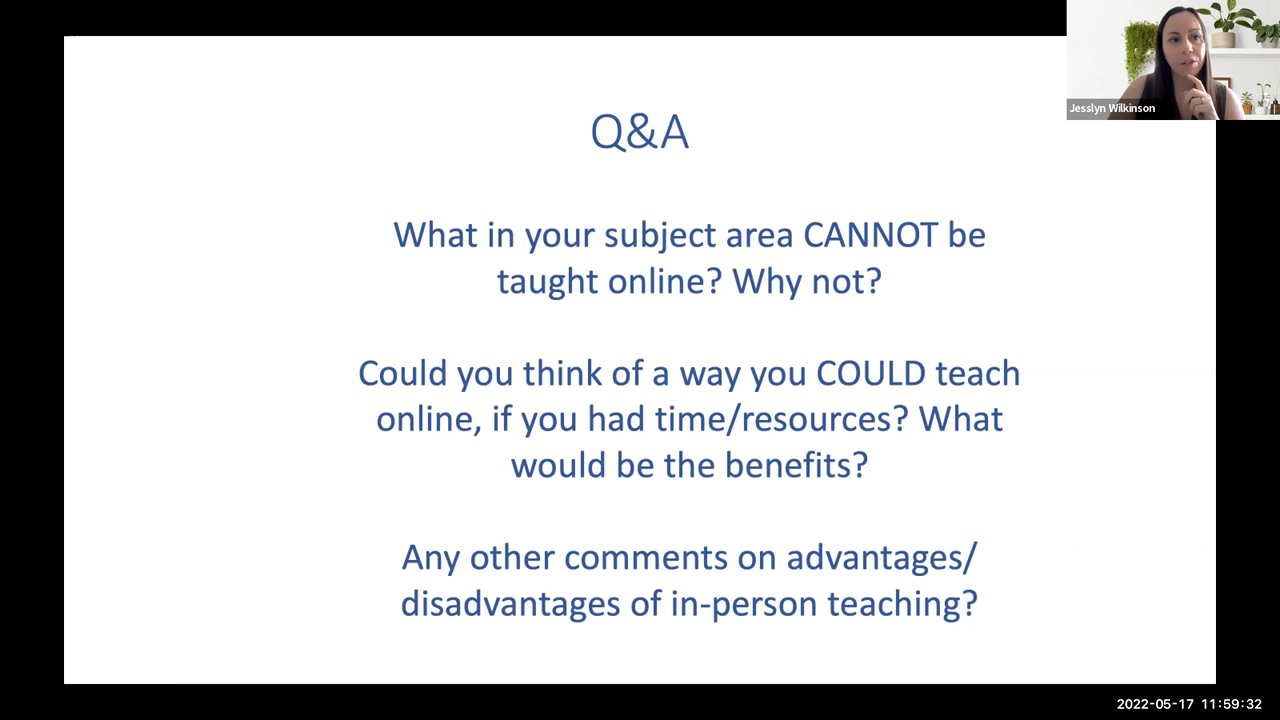 Jesslyn Wilkinson
Q&A
What in your subject area CANNOT be
taught online? Why not?
Could you think of a way you COULD teach
online, if you had time/resources? What
would be the benefits?
Any other comments on advantages/
disadvantages of in-person teaching?
2022-05-17 11:59:32